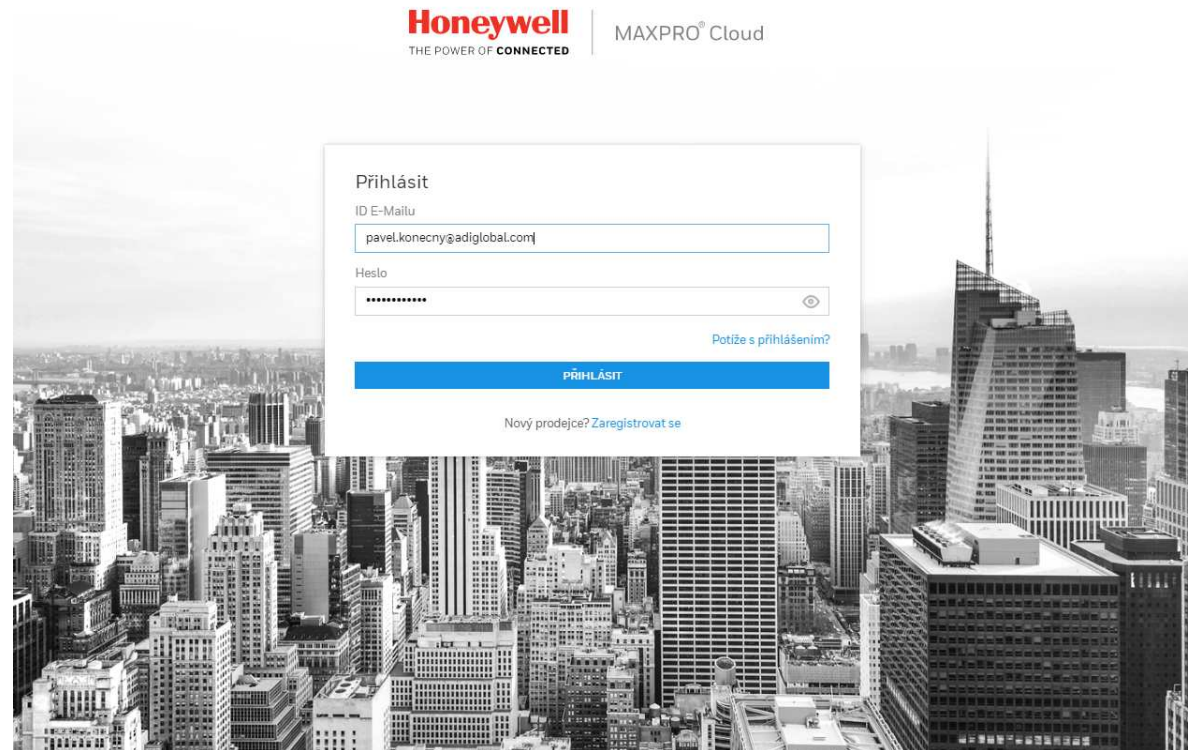 Honeywell
THE POWER OF CONNECTED
MAXPRO® Cloud
Přihlásit
ID E-Mailu
pavel.konecny@adiglobal.com
Heslo
••••••••••••
Potíže s přihlášením?
PŘIHLÁSIT
Nový prodejce? Zaregistrovat se